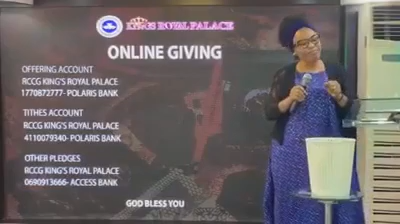 KINGS ROYAL PALACE
ONLINE GIVING
OFFERING ACCOUNT
RCCG KING'S ROYAL PALACE
1770872777- POLARIS BANK
TITHES ACCOUNT
RCCG KING'S ROYAL PALACE
4110079340- POLARIS BANK
OTHER PLEDGES
RCCG KING'S ROYAL PALACE
0690913666- ACCESS BANK
GOD BLESS YOU